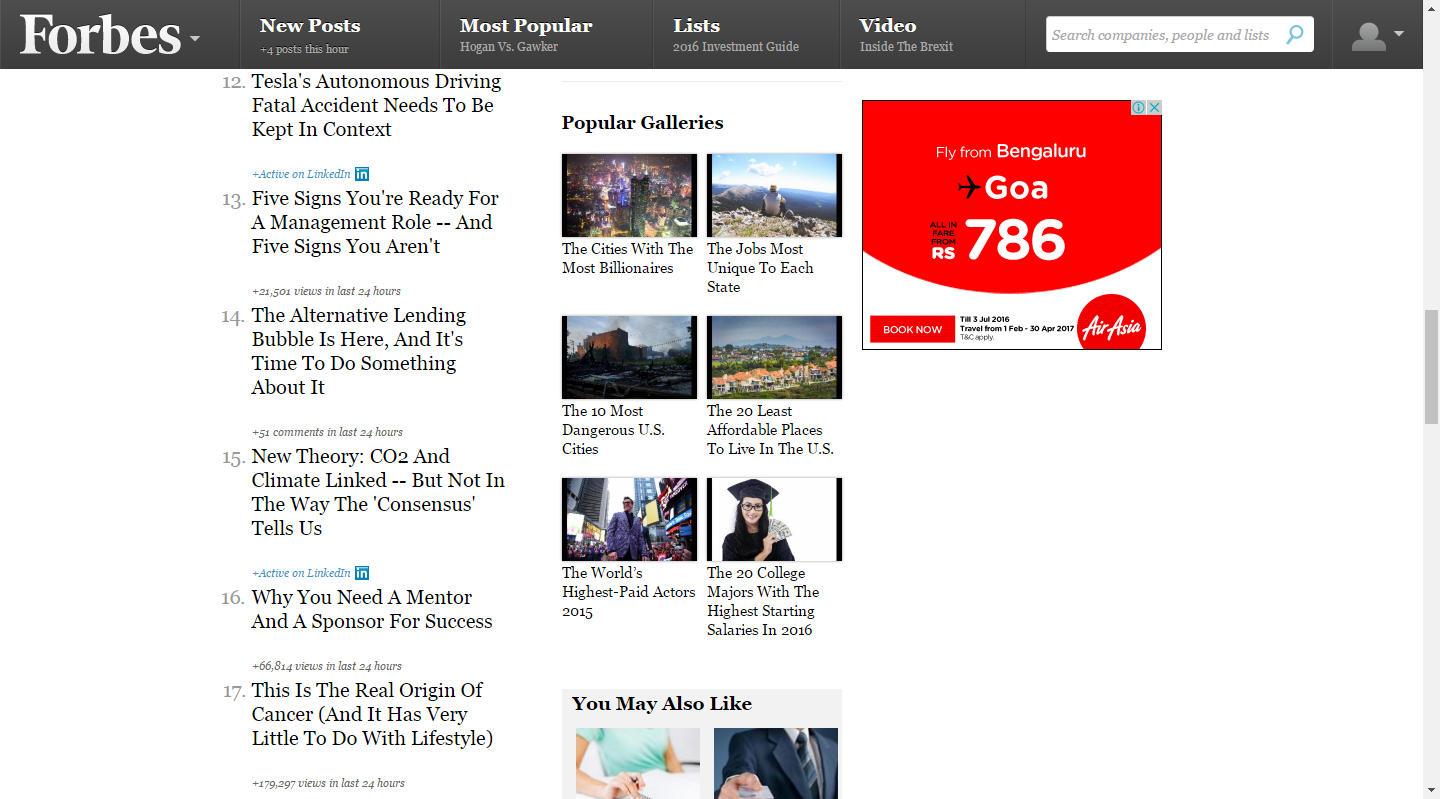 Forbes
New Posts
+4 posts this hour
Most Popular
Hogan Vs. Gawker
Lists
2016 Investment Guide
Video
Inside The Brexit
Search companies, people and lists
12. Tesla's Autonomous Driving
Fatal Accident Needs To Be
Kept In Context
+Active on LinkedIn in
13. Five Signs You're Ready For
A Management Role -- And
Five Signs You Aren't
+21,501 views in last 24 hours
14. The Alternative Lending
Bubble Is Here, And It's
Time To Do Something
About It
+51 comments in last 24 hours
15. New Theory: CO2 And
Climate Linked -- But Not In
The Way The 'Consensus'
Tells Us
+Active on LinkedIn in
16. Why You Need A Mentor
And A Sponsor For Success
+66,814 views in last 24 hours
17. This Is The Real Origin Of
Cancer (And It Has Very
Little To Do With Lifestyle)
+179,297 views in last 24 hours
Popular Galleries
The Cities With The
Most Billionaires
The Jobs Most
Unique To Each
State
The 10 Most
Dangerous U.S.
Cities
The 20 Least
Affordable Places
To Live In The U.S.
The World's
Highest-Paid Actors
2015
The 20 College
Majors With The
Highest Starting
Salaries In 2016
You May Also Like
Fly from Bengaluru
Goa
ALL IN
FARE
FROM
RS 786
BOOK NOW
Till 3 Jul 2016
Travel from 1 Feb - 30 Apr 2017
T&C apply.
AirAsia